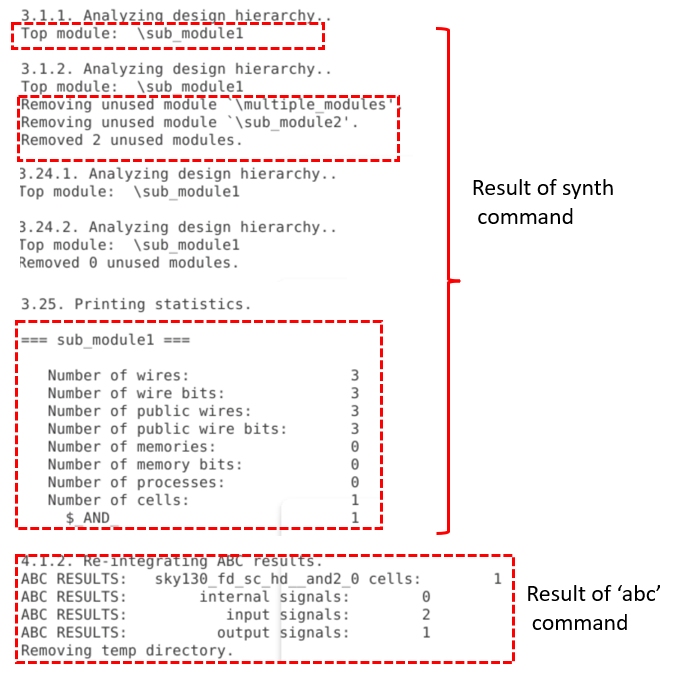 3.1.1. Analyzing design hierarchy..
Top module:  \sub_module1
3.1.2. Analyzing design hierarchy..
Top module:  \sub_module1
Removing unused module `\multiple_modules'.
Removing unused module `\sub_module2'.
Removed 2 unused modules.
3.24.1. Analyzing design hierarchy..
Top module:  \sub_module1
3.24.2. Analyzing design hierarchy..
Top module:  \sub_module1
Removed 0 unused modules.
3.25. Printing statistics.
=== sub_module1 ===
Number of wires: 3
Number of wire bits: 3
Number of public wires: 3
Number of public wire bits: 3
Number of memories: 0
Number of memory bits: 0
Number of processes: 0
Number of cells: 1
$_AND_ 1
Result of synth
command
4.1.2. Re-integrating ABC results.
ABC RESULTS: sky130_fd_sc_hd__and2_0 cells: 1
ABC RESULTS: internal signals: 0
ABC RESULTS: input signals: 2
ABC RESULTS: output signals: 1
Removing temp directory.
Result of ‘abc’
command